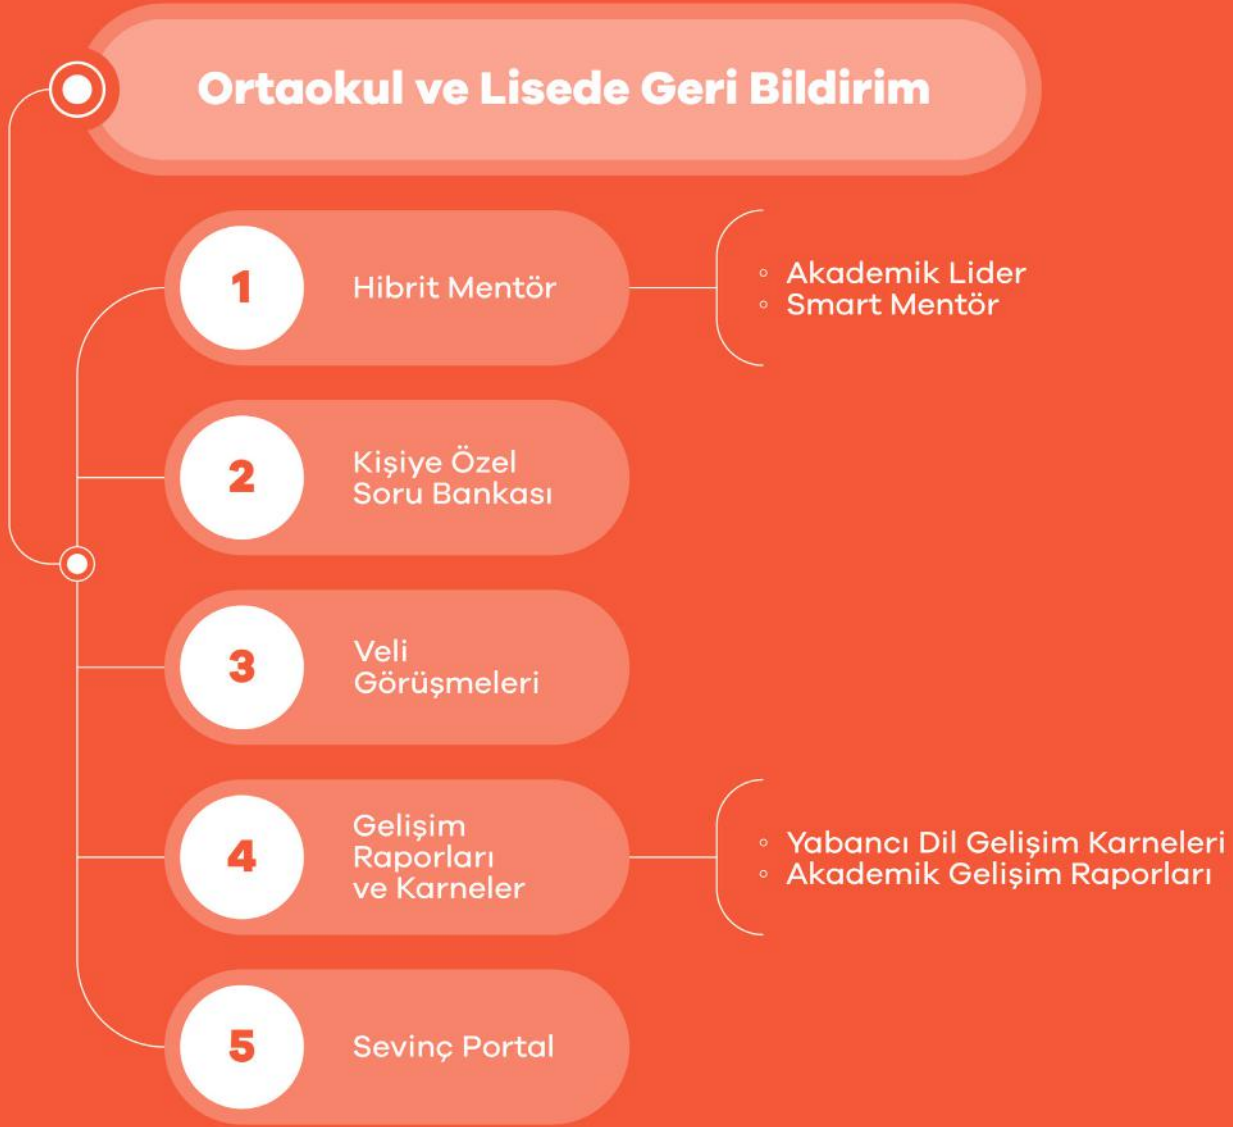 Ortaokul ve Lisede Geri Bildirim
1
Hibrit Mentör
◦ Akademik Lider
◦ Smart Mentör
2
Kişiye Özel
Soru Bankası
3
Veli
Görüşmeleri
4
Gelişim
Raporları
ve Karneler
◦ Yabancı Dil Gelişim Karneleri
◦ Akademik Gelişim Raporları
5
Sevinç Portal